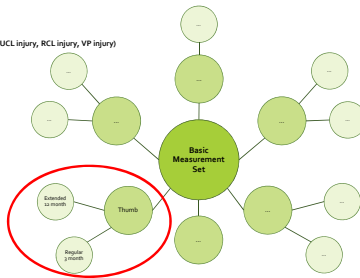 UCL injury, RCL injury, VP injury)
...
...
...
...
...
...
...
...
Basic
Measurement
Set
Extended
12 month
Thumb
...
...
Regular
3 month
...
...